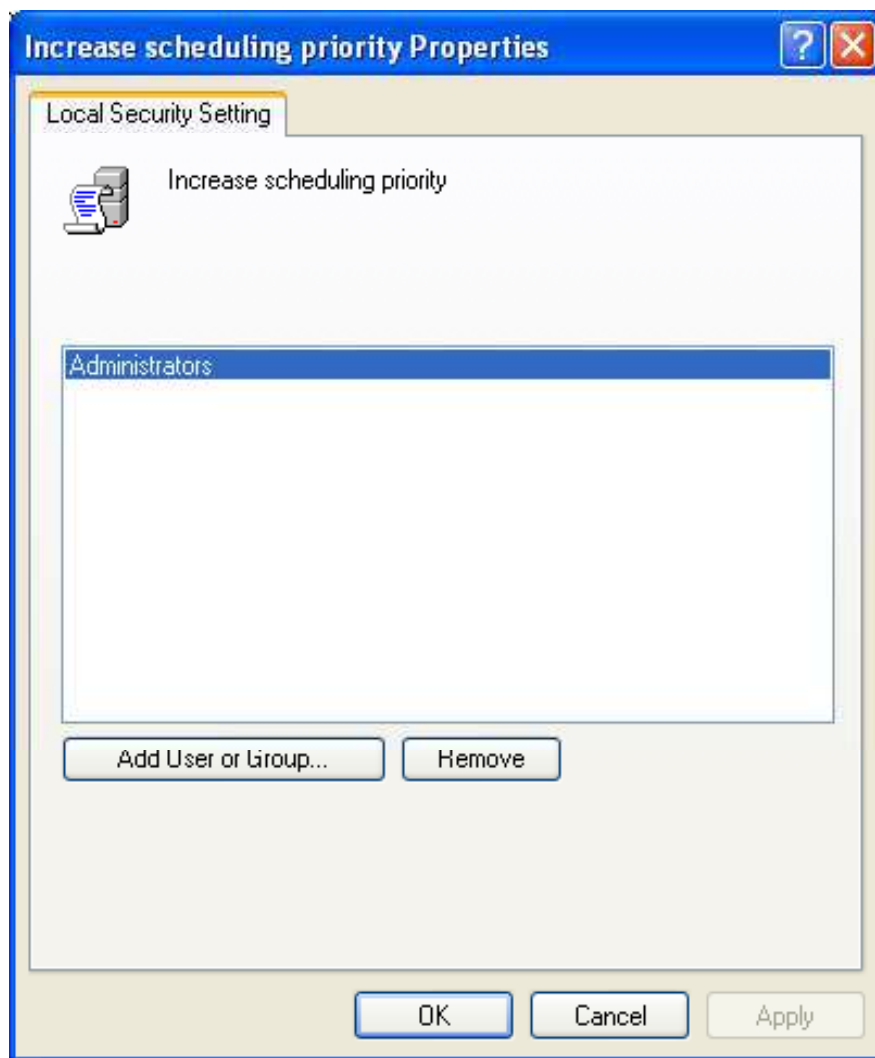 Increase scheduling priority Properties
Local Security Setting
Increase scheduling priority
Administrators
Add User or Group...
Remove
OK
Cancel
Apply